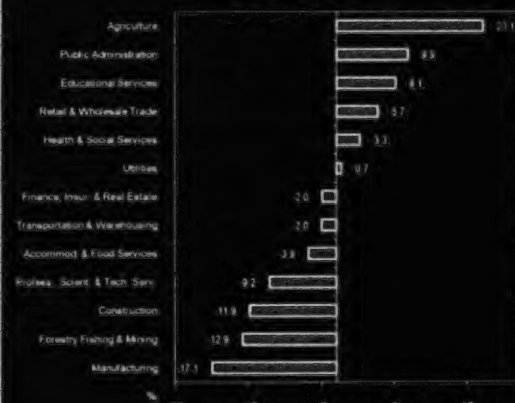 Agriculture 20.1
Public Administration 9.9
Educational Services 8.1
Retail & Wholesale Trade 5.7
Health & Social Services 3.3
Utilities 0.7
Finance, Insur. & Real Estate -2.0
Transportation & Warehousing -2.0
Accommod. & Food Services -3.9
Profess., Scient. & Tech. Serv. -9.2
Construction -11.9
Forestry Fishing & Mining -12.9
Manufacturing -17.1
%